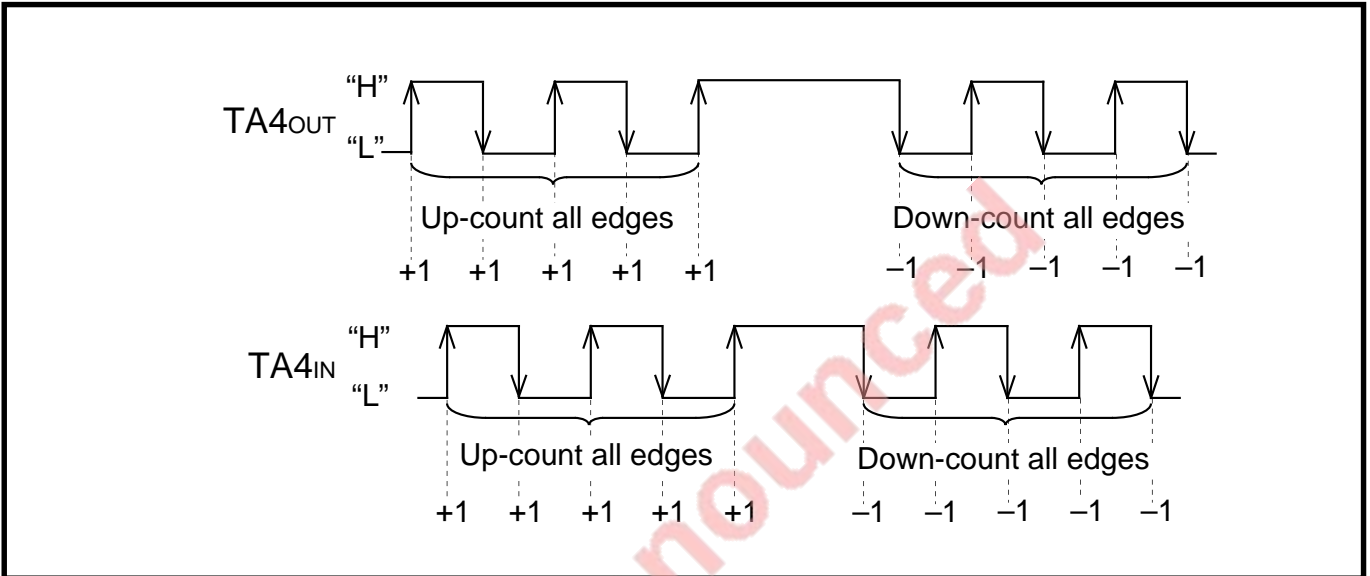 “H”
TA4OUT
“L”
Up-count all edges
Down-count all edges
+1 +1 +1 +1 +1 –1 –1 –1 –1 –1
“H”
TA4IN
“L”
Up-count all edges
Down-count all edges
+1 +1 +1 +1 +1 –1 –1 –1 –1 –1
nounced